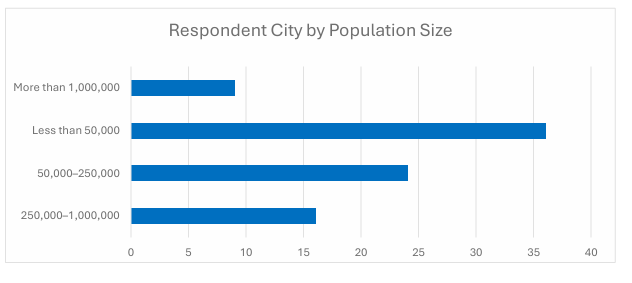 Respondent City by Population Size
More than 1,000,000
Less than 50,000
50,000–250,000
250,000–1,000,000
0 5 10 15 20 25 30 35 40